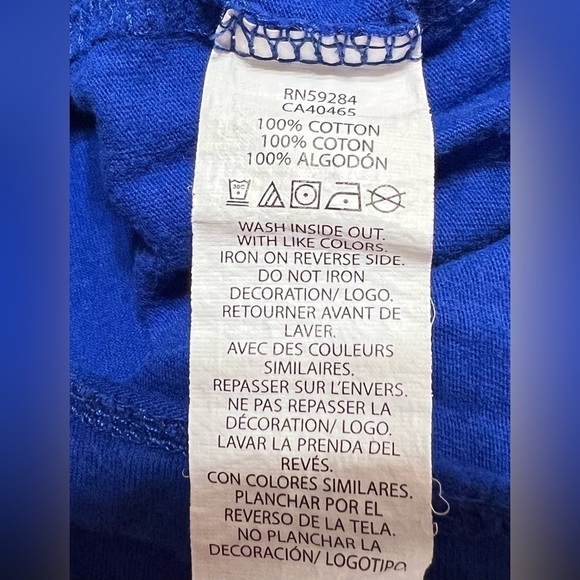 RN59284
CA40465
100% COTTON
100% COTON
100% ALGODÓN
30C
WASH INSIDE OUT.
WITH LIKE COLORS.
IRON ON REVERSE SIDE.
DO NOT IRON
DECORATION/ LOGO.
RETOURNER AVANT DE
LAVER.
AVEC DES COULEURS
SIMILAIRES.
REPASSER SUR L'ENVERS.
NE PAS REPASSER LA
DÉCORATION/ LOGO.
LAVAR LA PRENDA DEL
REVÉS.
CON COLORES SIMILARES.
PLANCHAR POR EL
REVERSO DE LA TELA.
NO PLANCHAR LA
DECORACIÓN/ LOGOTIPO